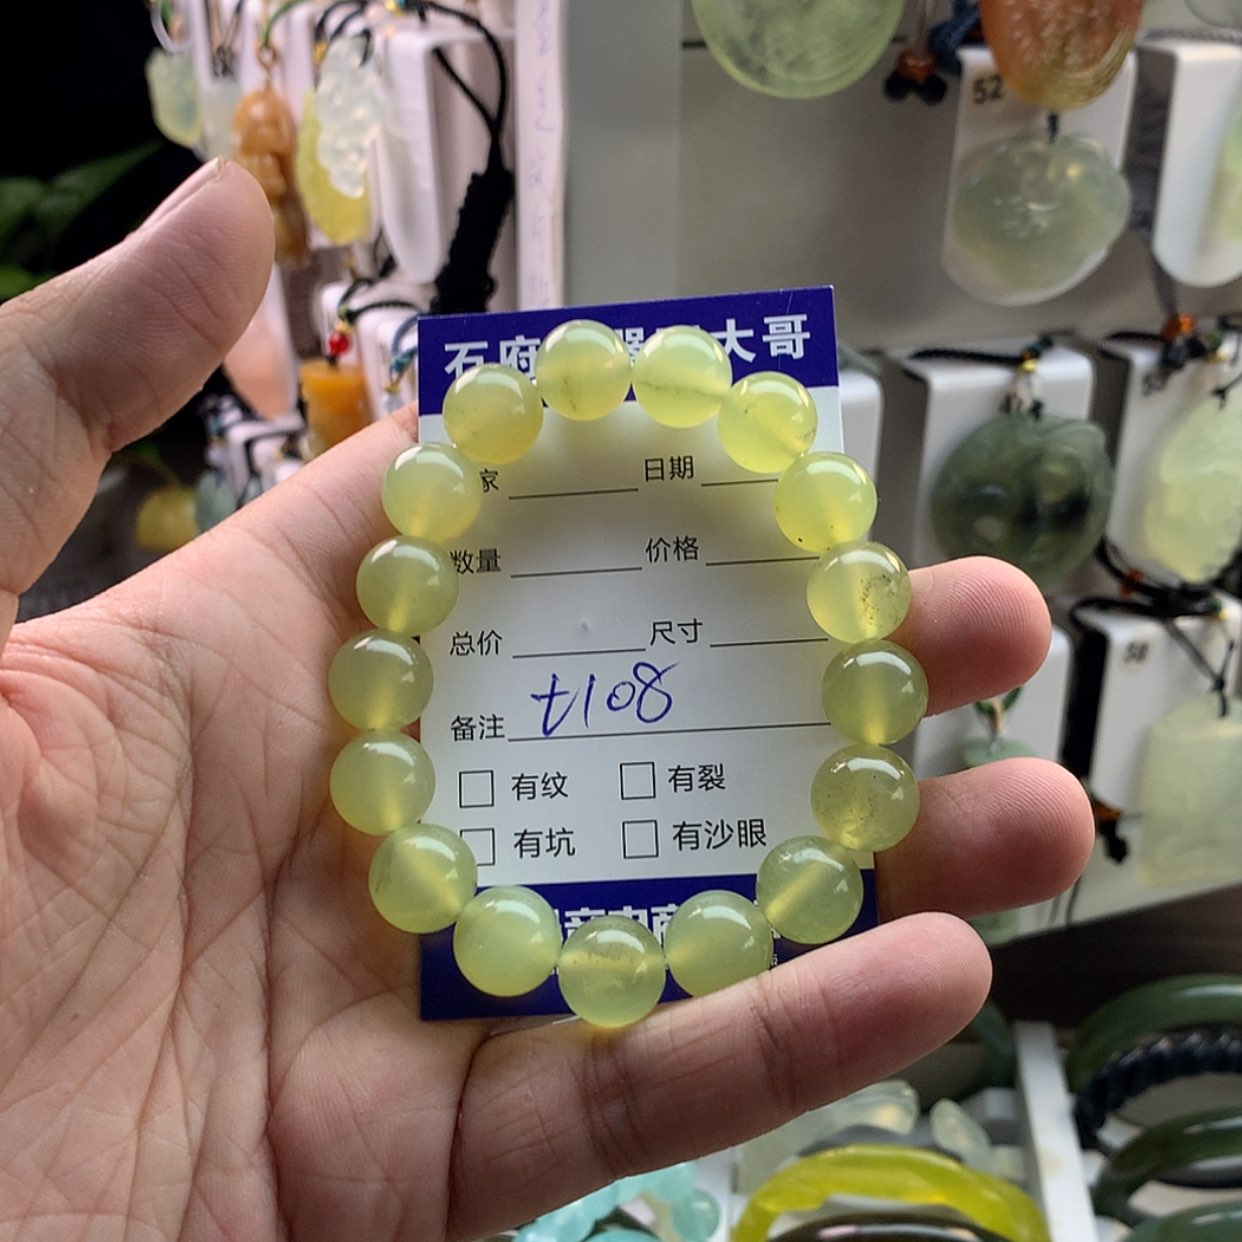 石府 器 大哥
家 日期
数量 价格
总价 尺寸
备注 t108
有纹 有裂
有坑 有沙眼
52
58